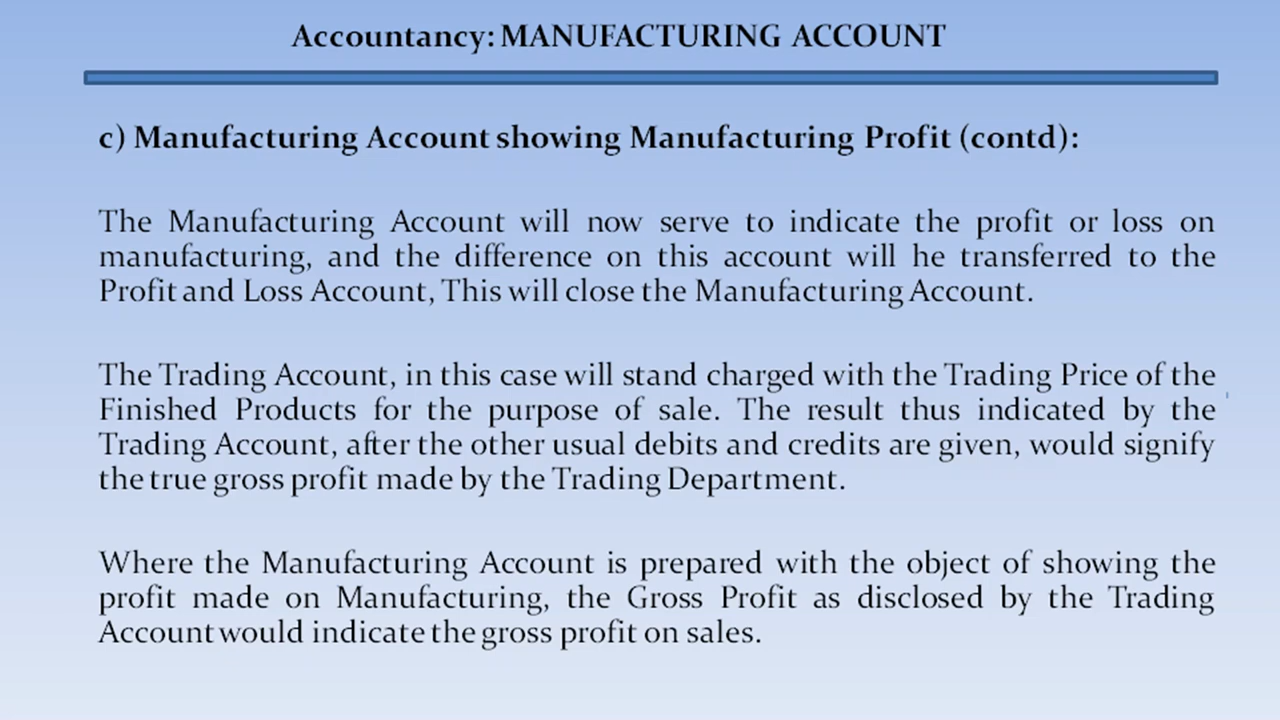 Accountancy: MANUFACTURING ACCOUNT
c) Manufacturing Account showing Manufacturing Profit (contd):
The Manufacturing Account will now serve to indicate the profit or loss on
manufacturing, and the difference on this account will he transferred to the
Profit and Loss Account, This will close the Manufacturing Account.
The Trading Account, in this case will stand charged with the Trading Price of the
Finished Products for the purpose of sale. The result thus indicated by the
Trading Account, after the other usual debits and credits are given, would signify
the true gross profit made by the Trading Department.
Where the Manufacturing Account is prepared with the object of showing the
profit made on Manufacturing, the Gross Profit as disclosed by the Trading
Account would indicate the gross profit on sales.